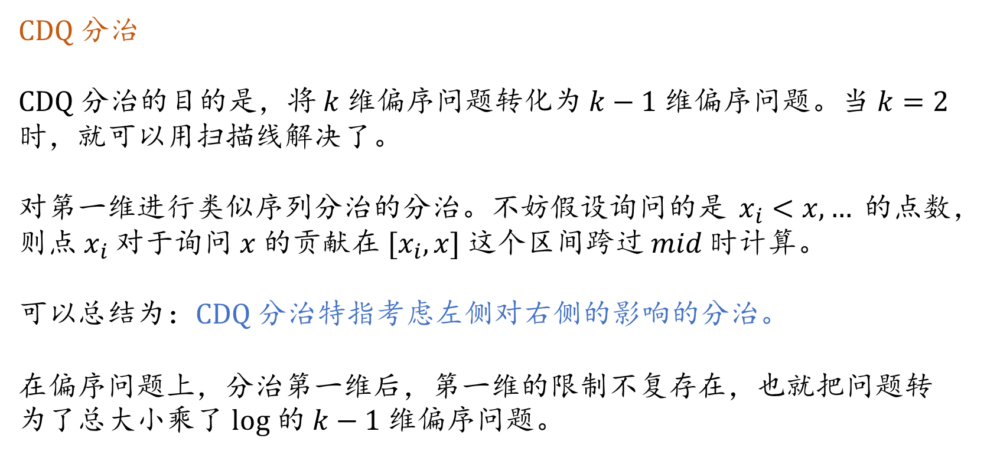 CDQ 分治
CDQ 分治的目的是，将 k 维偏序问题转化为 k − 1 维偏序问题。当 k = 2
时，就可以用扫描线解决了。
对第一维进行类似序列分治的分治。不妨假设询问的是 xᵢ < x, … 的点数，
则点 xᵢ 对于询问 x 的贡献在 [xᵢ, x] 这个区间跨过 mid 时计算。
可以总结为：CDQ 分治特指考虑左侧对右侧的影响的分治。
在偏序问题上，分治第一维后，第一维的限制不复存在，也就把问题转
为了总大小乘了 log 的 k − 1 维偏序问题。